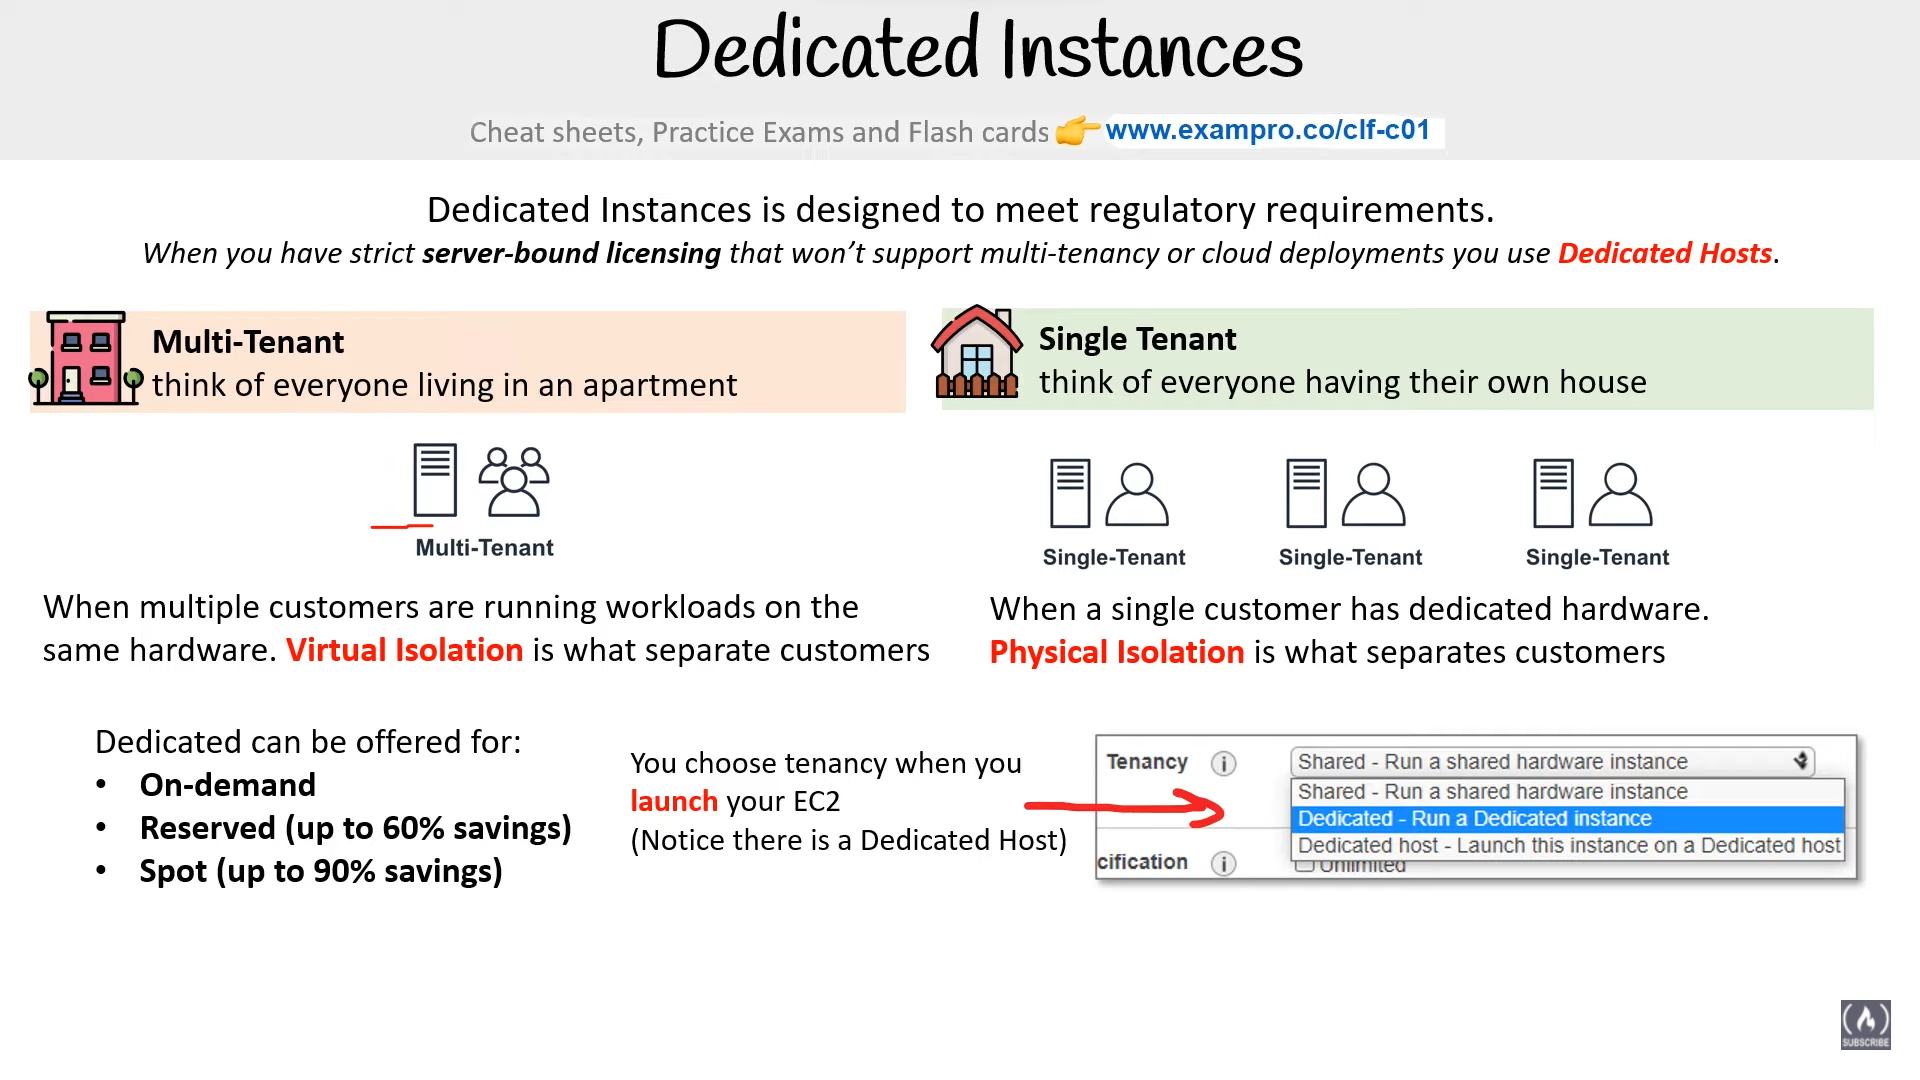 Dedicated Instances
Cheat sheets, Practice Exams and Flash cards 👉 www.exampro.co/clf-c01
Dedicated Instances is designed to meet regulatory requirements.
When you have strict server-bound licensing that won't support multi-tenancy or cloud deployments you use Dedicated Hosts.
Multi-Tenant
think of everyone living in an apartment
Multi-Tenant
When multiple customers are running workloads on the
same hardware. Virtual Isolation is what separate customers
Single Tenant
think of everyone having their own house
Single-Tenant
Single-Tenant
Single-Tenant
When a single customer has dedicated hardware.
Physical Isolation is what separates customers
Dedicated can be offered for:
• On-demand
• Reserved (up to 60% savings)
• Spot (up to 90% savings)
You choose tenancy when you
launch your EC2
(Notice there is a Dedicated Host)
Tenancy i Shared - Run a shared hardware instance
Shared - Run a shared hardware instance
Dedicated - Run a Dedicated instance
Dedicated host - Launch this instance on a Dedicated host
cification i Unlimited
SUBSCRIBE